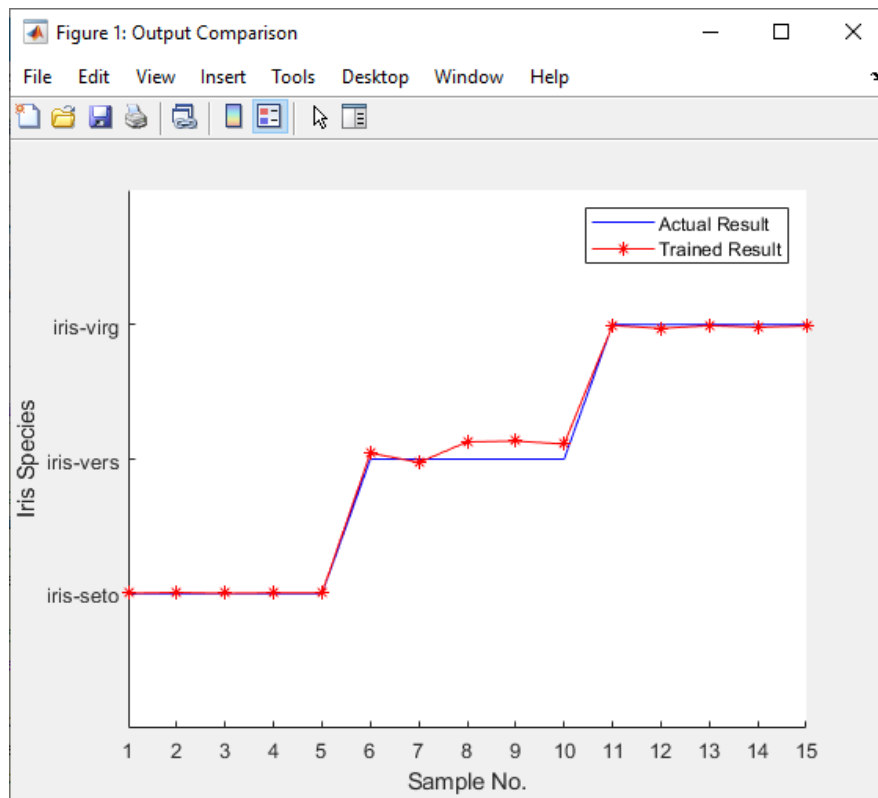 Figure 1: Output Comparison
File Edit View Insert Tools Desktop Window Help
Actual Result
Trained Result
iris-virg
iris-vers
iris-seto
Iris Species
1 2 3 4 5 6 7 8 9 10 11 12 13 14 15
Sample No.